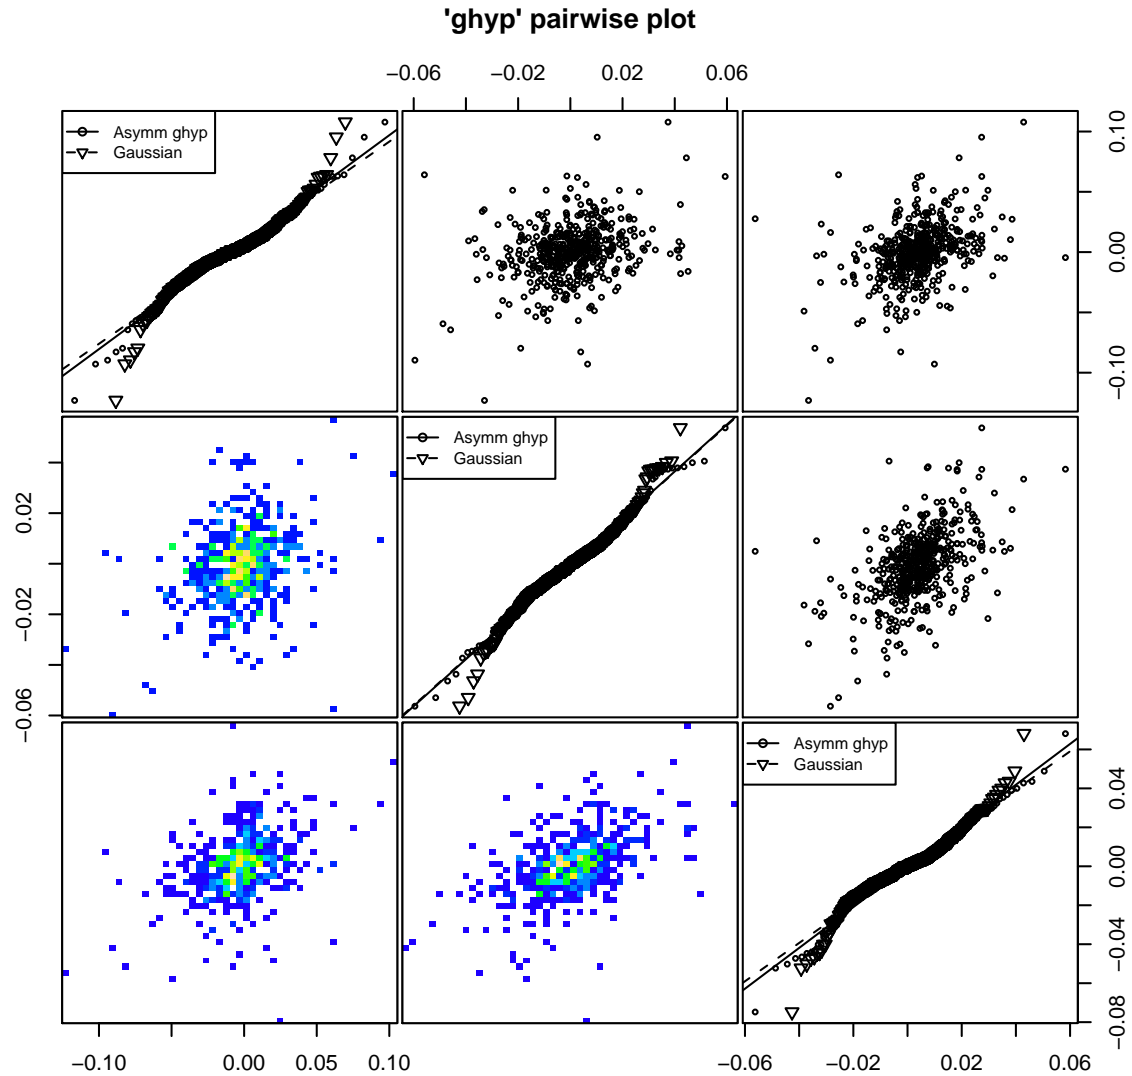 'ghyp' pairwise plot
−0.06 −0.02 0.02 0.06
Asymm ghyp
Gaussian
0.10
0.00
−0.10
Asymm ghyp
Gaussian
0.02
−0.02
−0.06
Asymm ghyp
Gaussian
0.04
0.00
−0.04
−0.08
−0.10 0.00 0.05 0.10
−0.06 −0.02 0.02 0.06